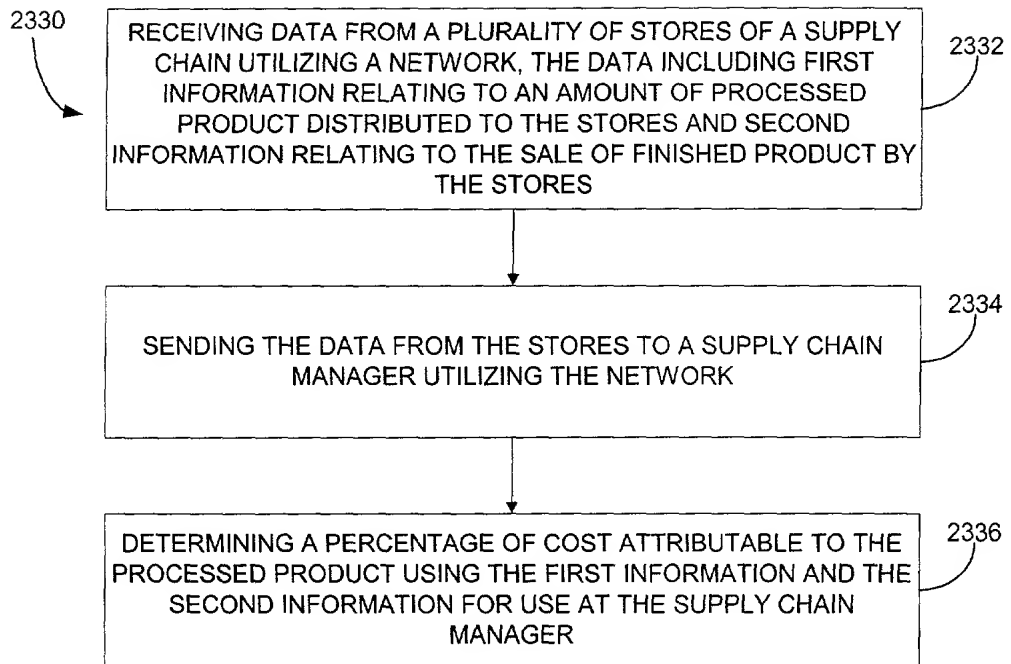 2330
RECEIVING DATA FROM A PLURALITY OF STORES OF A SUPPLY
CHAIN UTILIZING A NETWORK, THE DATA INCLUDING FIRST
INFORMATION RELATING TO AN AMOUNT OF PROCESSED
PRODUCT DISTRIBUTED TO THE STORES AND SECOND
INFORMATION RELATING TO THE SALE OF FINISHED PRODUCT BY
THE STORES
2332
SENDING THE DATA FROM THE STORES TO A SUPPLY CHAIN
MANAGER UTILIZING THE NETWORK
2334
DETERMINING A PERCENTAGE OF COST ATTRIBUTABLE TO THE
PROCESSED PRODUCT USING THE FIRST INFORMATION AND THE
SECOND INFORMATION FOR USE AT THE SUPPLY CHAIN
MANAGER
2336